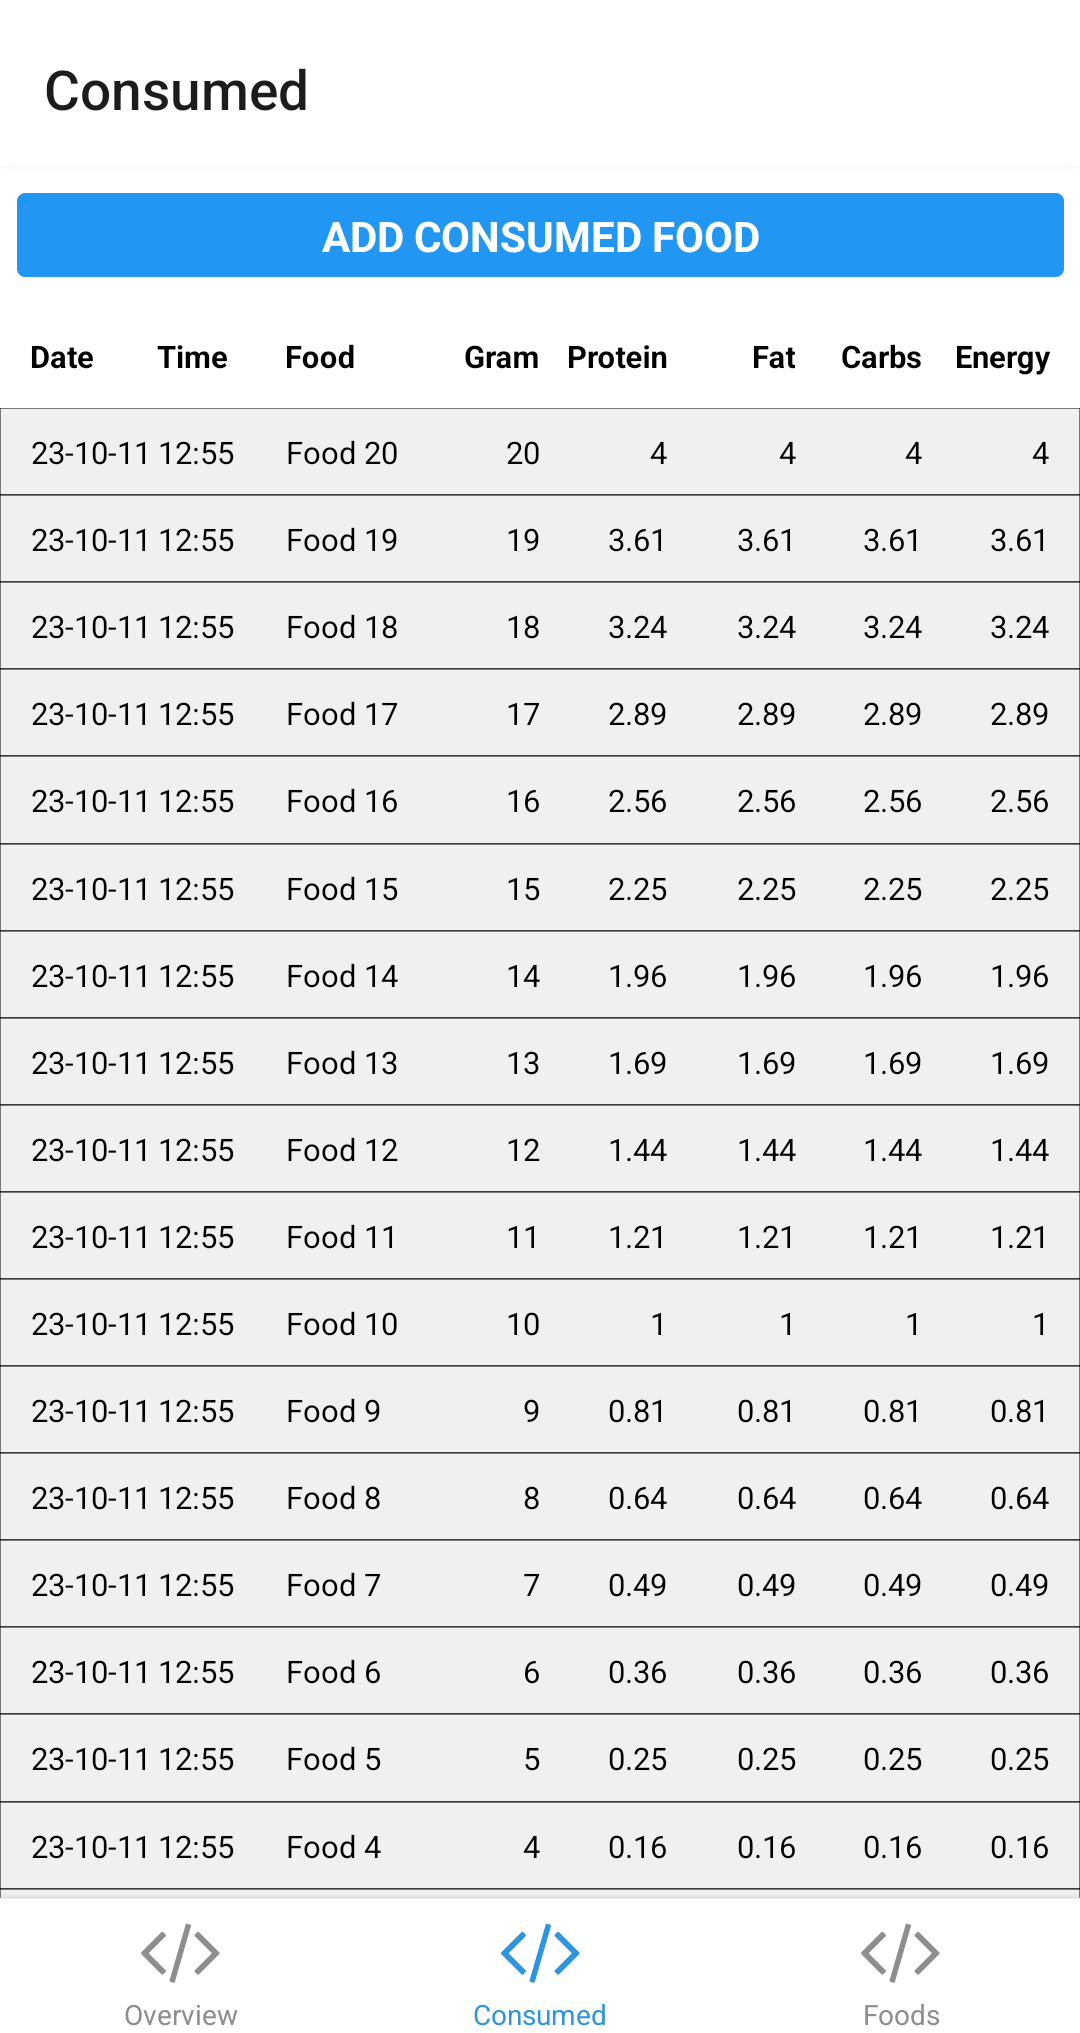 Consumed
ADD CONSUMED FOOD
Date Time Food Gram Protein Fat Carbs Energy
23-10-11 12:55 Food 20 20 4 4 4 4
23-10-11 12:55 Food 19 19 3.61 3.61 3.61 3.61
23-10-11 12:55 Food 18 18 3.24 3.24 3.24 3.24
23-10-11 12:55 Food 17 17 2.89 2.89 2.89 2.89
23-10-11 12:55 Food 16 16 2.56 2.56 2.56 2.56
23-10-11 12:55 Food 15 15 2.25 2.25 2.25 2.25
23-10-11 12:55 Food 14 14 1.96 1.96 1.96 1.96
23-10-11 12:55 Food 13 13 1.69 1.69 1.69 1.69
23-10-11 12:55 Food 12 12 1.44 1.44 1.44 1.44
23-10-11 12:55 Food 11 11 1.21 1.21 1.21 1.21
23-10-11 12:55 Food 10 10 1 1 1 1
23-10-11 12:55 Food 9 9 0.81 0.81 0.81 0.81
23-10-11 12:55 Food 8 8 0.64 0.64 0.64 0.64
23-10-11 12:55 Food 7 7 0.49 0.49 0.49 0.49
23-10-11 12:55 Food 6 6 0.36 0.36 0.36 0.36
23-10-11 12:55 Food 5 5 0.25 0.25 0.25 0.25
23-10-11 12:55 Food 4 4 0.16 0.16 0.16 0.16
Overview Consumed Foods